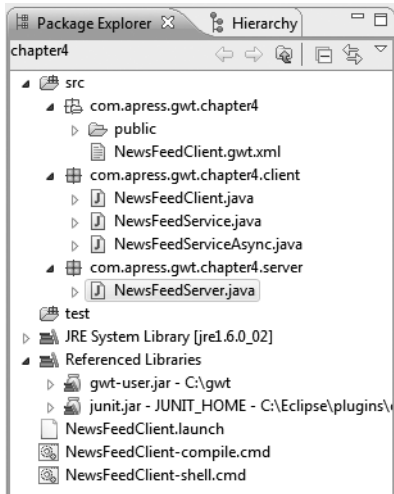 Package Explorer Hierarchy
chapter4
src
com.apress.gwt.chapter4
public
NewsFeedClient.gwt.xml
com.apress.gwt.chapter4.client
NewsFeedClient.java
NewsFeedService.java
NewsFeedServiceAsync.java
com.apress.gwt.chapter4.server
NewsFeedServer.java
test
JRE System Library [jre1.6.0_02]
Referenced Libraries
gwt-user.jar - C:\gwt
junit.jar - JUNIT_HOME - C:\Eclipse\plugins\
NewsFeedClient.launch
NewsFeedClient-compile.cmd
NewsFeedClient-shell.cmd